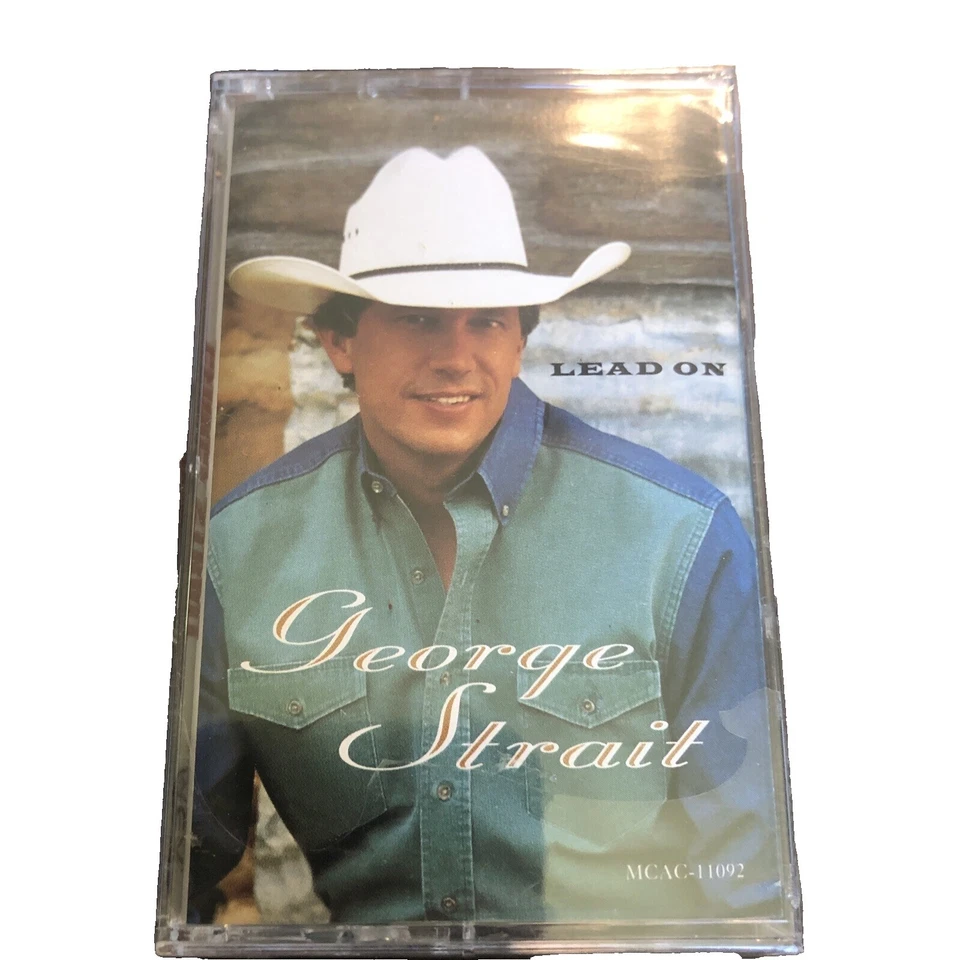 LEAD ON
George
Strait
MCAC-11092